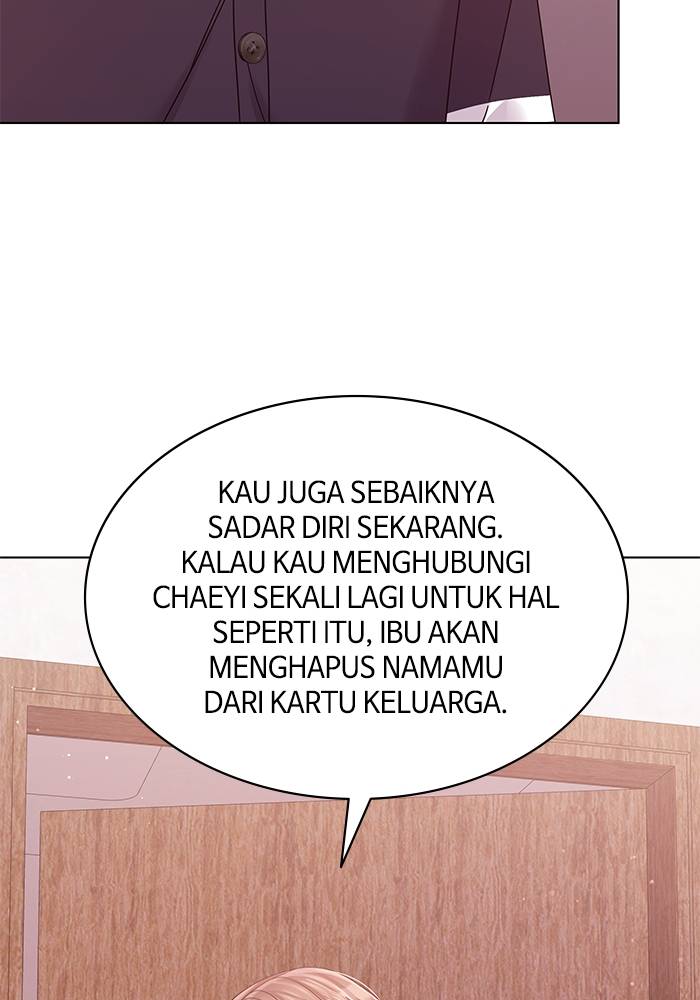 KAU JUGA SEBAIKNYA
SADAR DIRI SEKARANG.
KALAU KAU MENGHUBUNGI
CHAEYI SEKALI LAGI UNTUK HAL
SEPERTI ITU, IBU AKAN
MENGHAPUS NAMAMU
DARI KARTU KELUARGA.